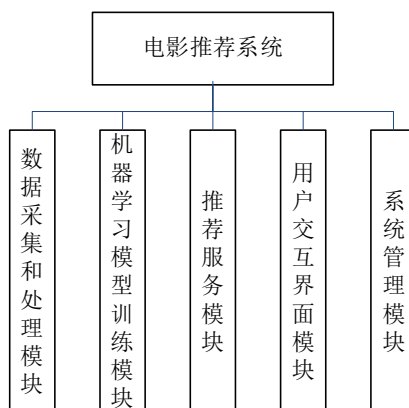 电影推荐系统
数据采集和处理模块
机器学习模型训练模块
推荐服务模块
用户交互界面模块
系统管理模块